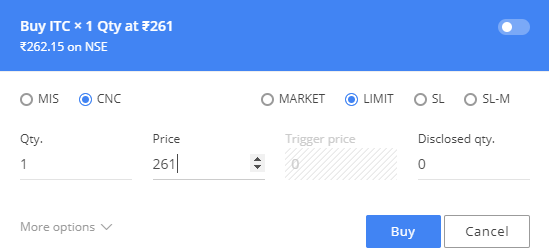 Buy ITC × 1 Qty at ₹261
₹262.15 on NSE
MIS CNC MARKET LIMIT SL SL-M
Qty. Price Trigger price Disclosed qty.
1 261 0 0
More options Buy Cancel